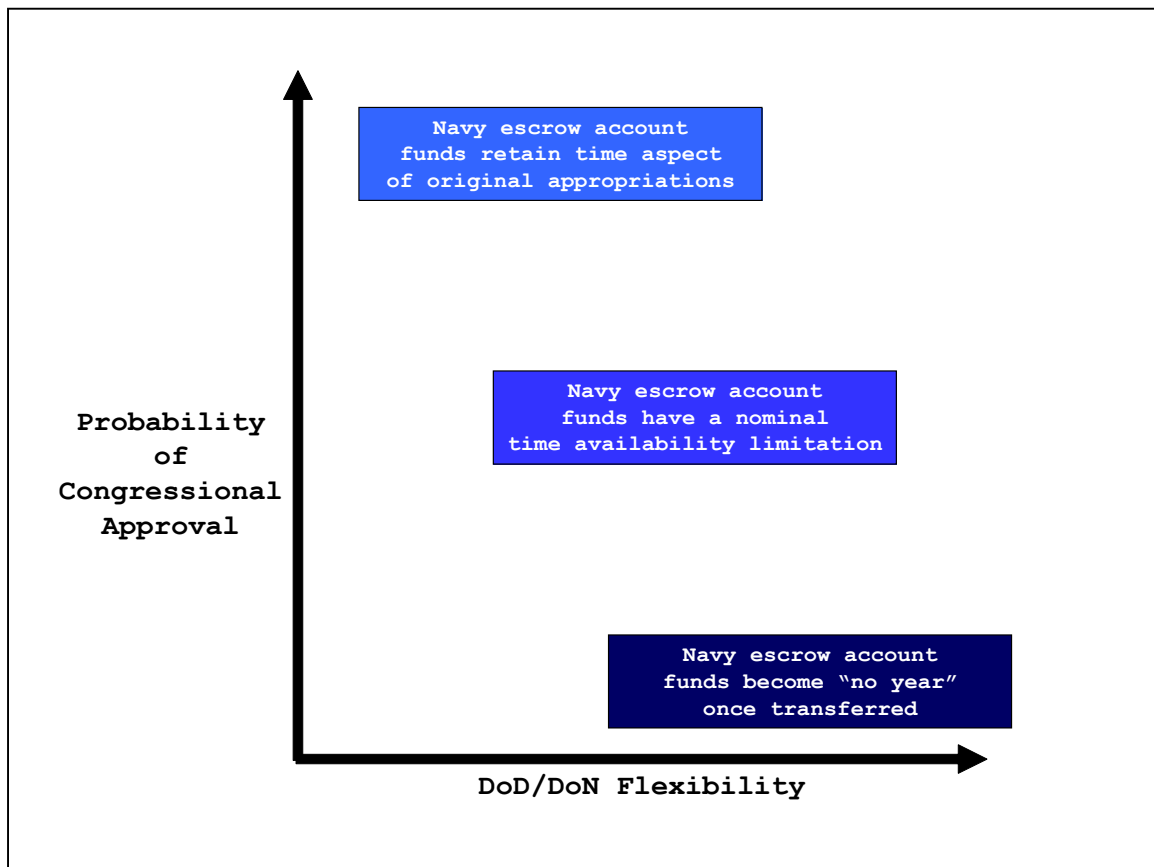 Navy escrow account
funds retain time aspect
of original appropriations
Navy escrow account
funds have a nominal
time availability limitation
Probability
of
Congressional
Approval
Navy escrow account
funds become “no year”
once transferred
DoD/DoN Flexibility